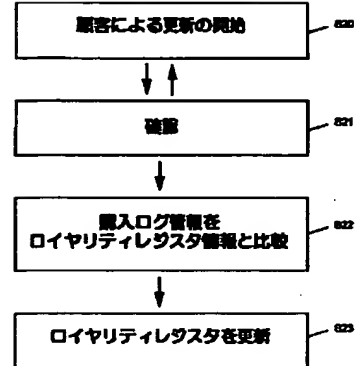 顧客による更新の開始
820
確認
821
購入ログ情報を
ロイヤリティレジスタ情報と比較
822
ロイヤリティレジスタを更新
823